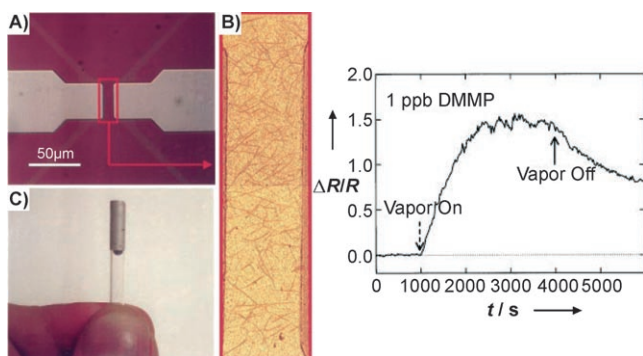 A)
50µm
B)
C)
1 ppb DMMP
ΔR/R
2.0
1.5
1.0
0.5
0.0
Vapor On
Vapor Off
0 1000 2000 3000 4000 5000
t / s